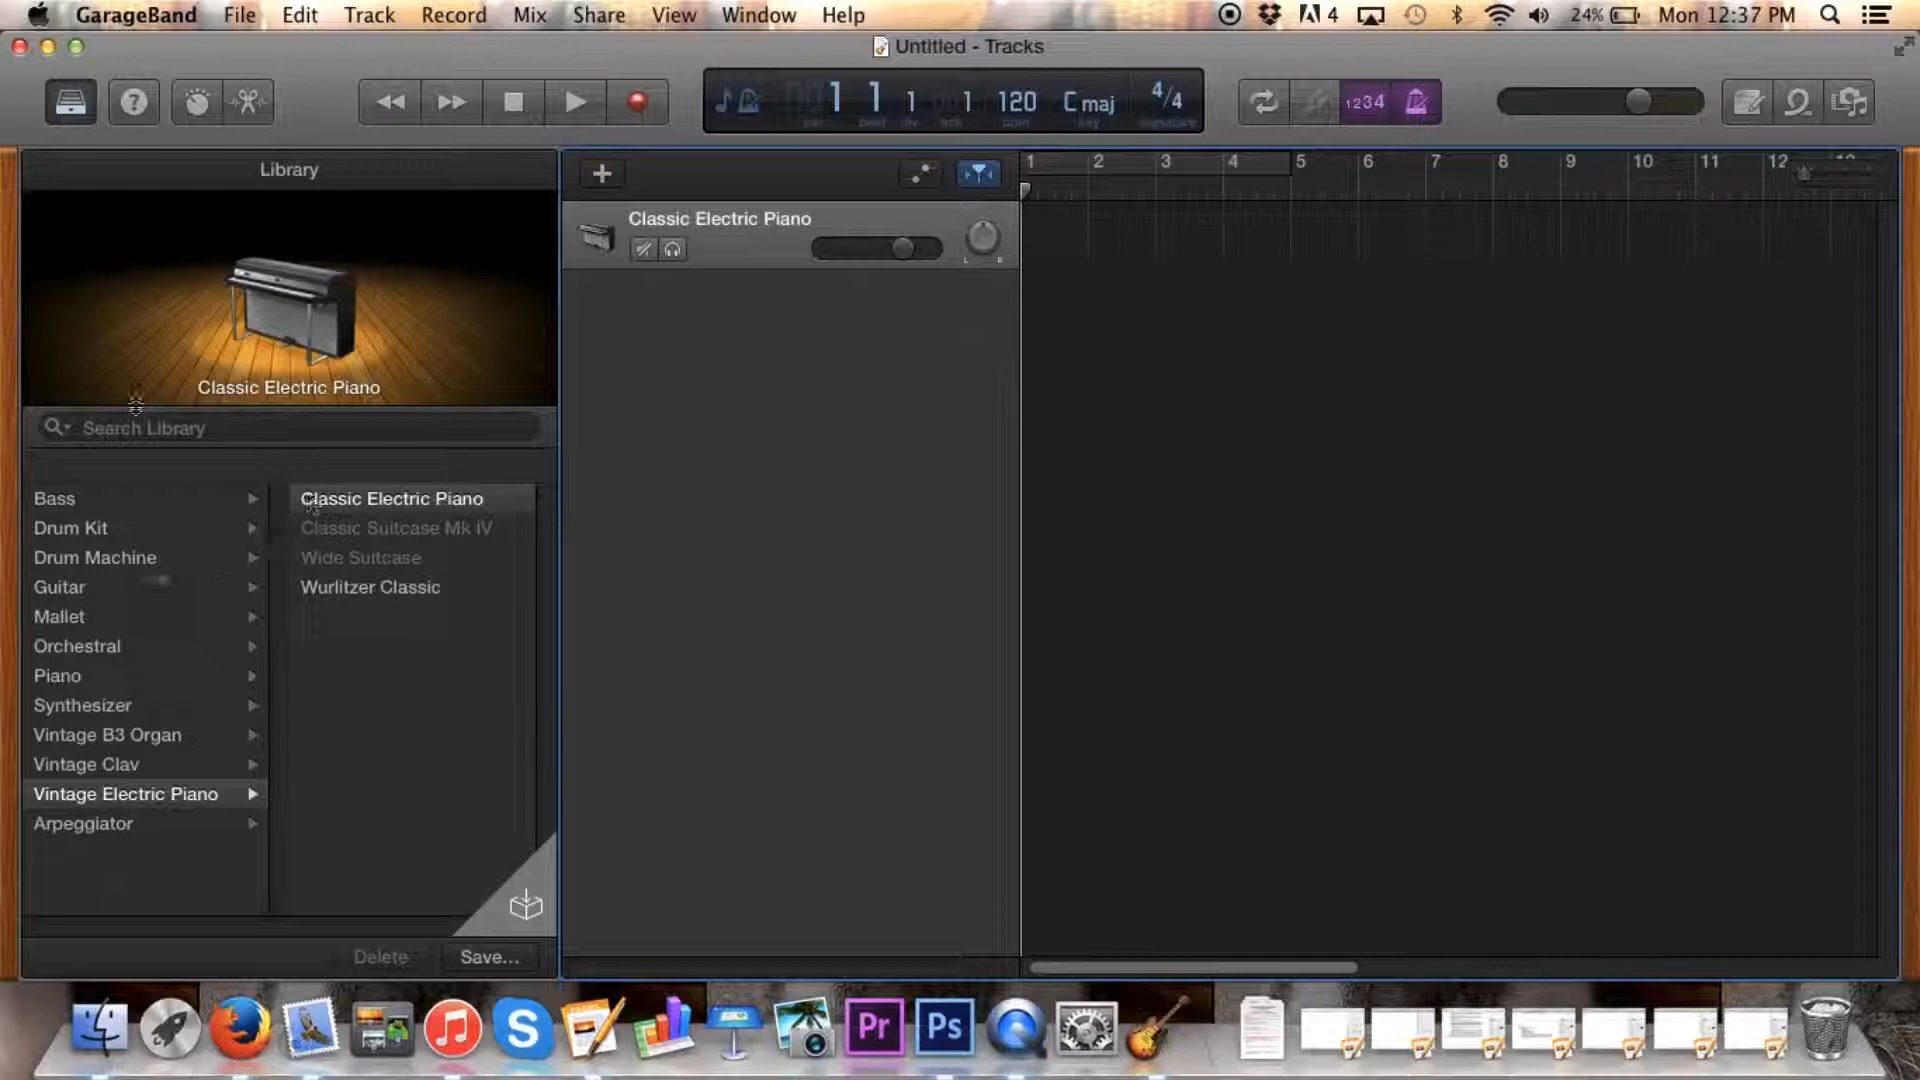 GarageBand File Edit Track Record Mix Share View Window Help 4 24% Mon 12:37 PM
Untitled - Tracks
1 1 1 1 120 C maj 4/4
1234
Library
1 2 3 4 5 6 7 8 9 10 11 12
Classic Electric Piano
L R
Classic Electric Piano
Search Library
Bass
Drum Kit
Drum Machine
Guitar
Mallet
Orchestral
Piano
Synthesizer
Vintage B3 Organ
Vintage Clav
Vintage Electric Piano
Arpeggiator
Classic Electric Piano
Classic Suitcase Mk IV
Wide Suitcase
Wurlitzer Classic
Delete Save...
S Pr Ps